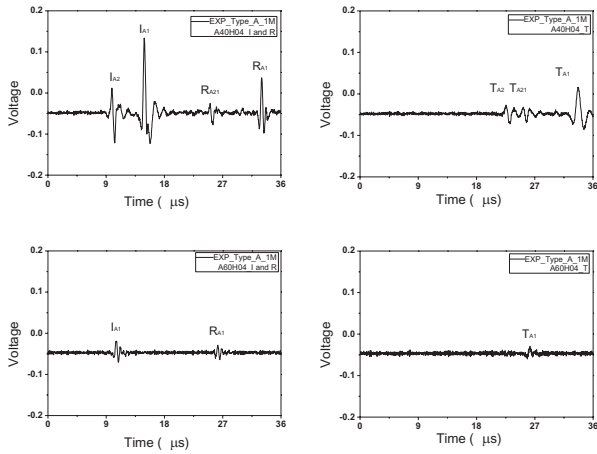 EXP_Type_A_1M
A40H04_I and R
I_A1
I_A2
R_A1
R_A21
0.2
0.1
0.0
-0.1
-0.2
Voltage
0 9 18 27 36
Time ( μs)
EXP_Type_A_1M
A40H04_T
T_A1
T_A2 T_A21
0.2
0.1
0.0
-0.1
-0.2
Voltage
0 9 18 27 36
Time ( μs)
EXP_Type_A_1M
A60H04_I and R
I_A1
R_A1
0.2
0.1
0.0
-0.1
-0.2
Voltage
0 9 18 27 36
Time ( μs)
EXP_Type_A_1M
A60H04_T
T_A1
0.2
0.1
0.0
-0.1
-0.2
Voltage
0 9 18 27 36
Time ( μs)